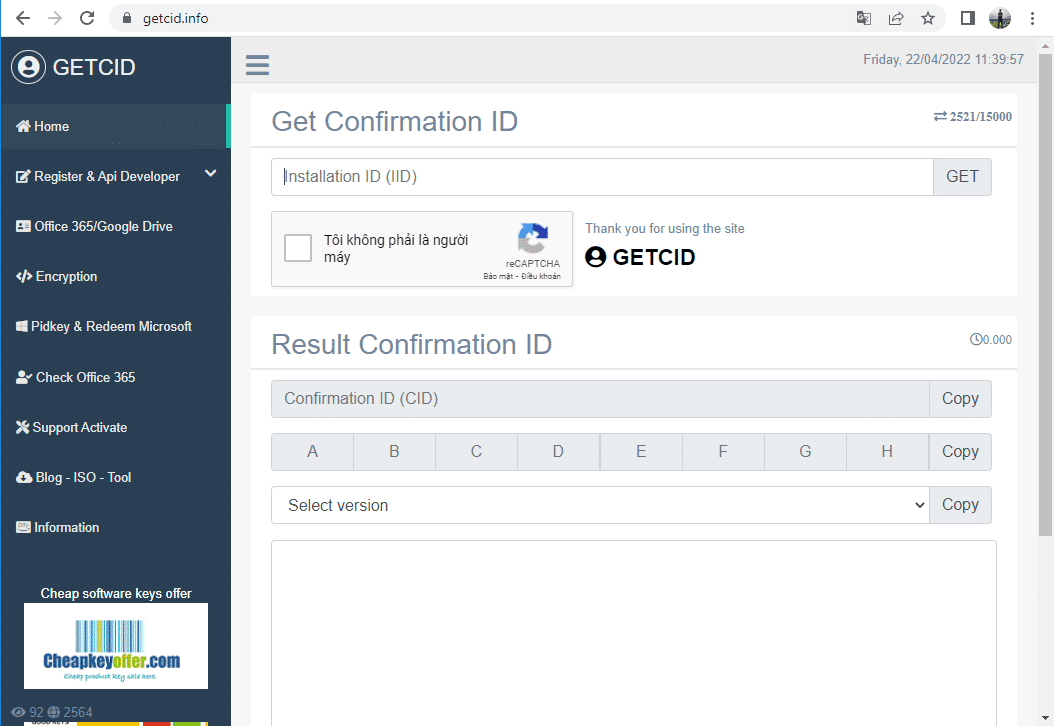 getcid.info
GETCID
Friday, 22/04/2022 11:39:57
Home
Register & Api Developer
Office 365/Google Drive
Encryption
Pidkey & Redeem Microsoft
Check Office 365
Support Activate
Blog - ISO - Tool
Information
Cheap software keys offer
Cheapkeyoffer.com
Cheap product key sale here.
92 2564
Get Confirmation ID
2521/15000
Installation ID (IID)
GET
Tôi không phải là người
máy
reCAPTCHA
Bảo mật - Điều khoản
Thank you for using the site
GETCID
Result Confirmation ID
0.000
Confirmation ID (CID)
Copy
A B C D E F G H Copy
Select version
Copy